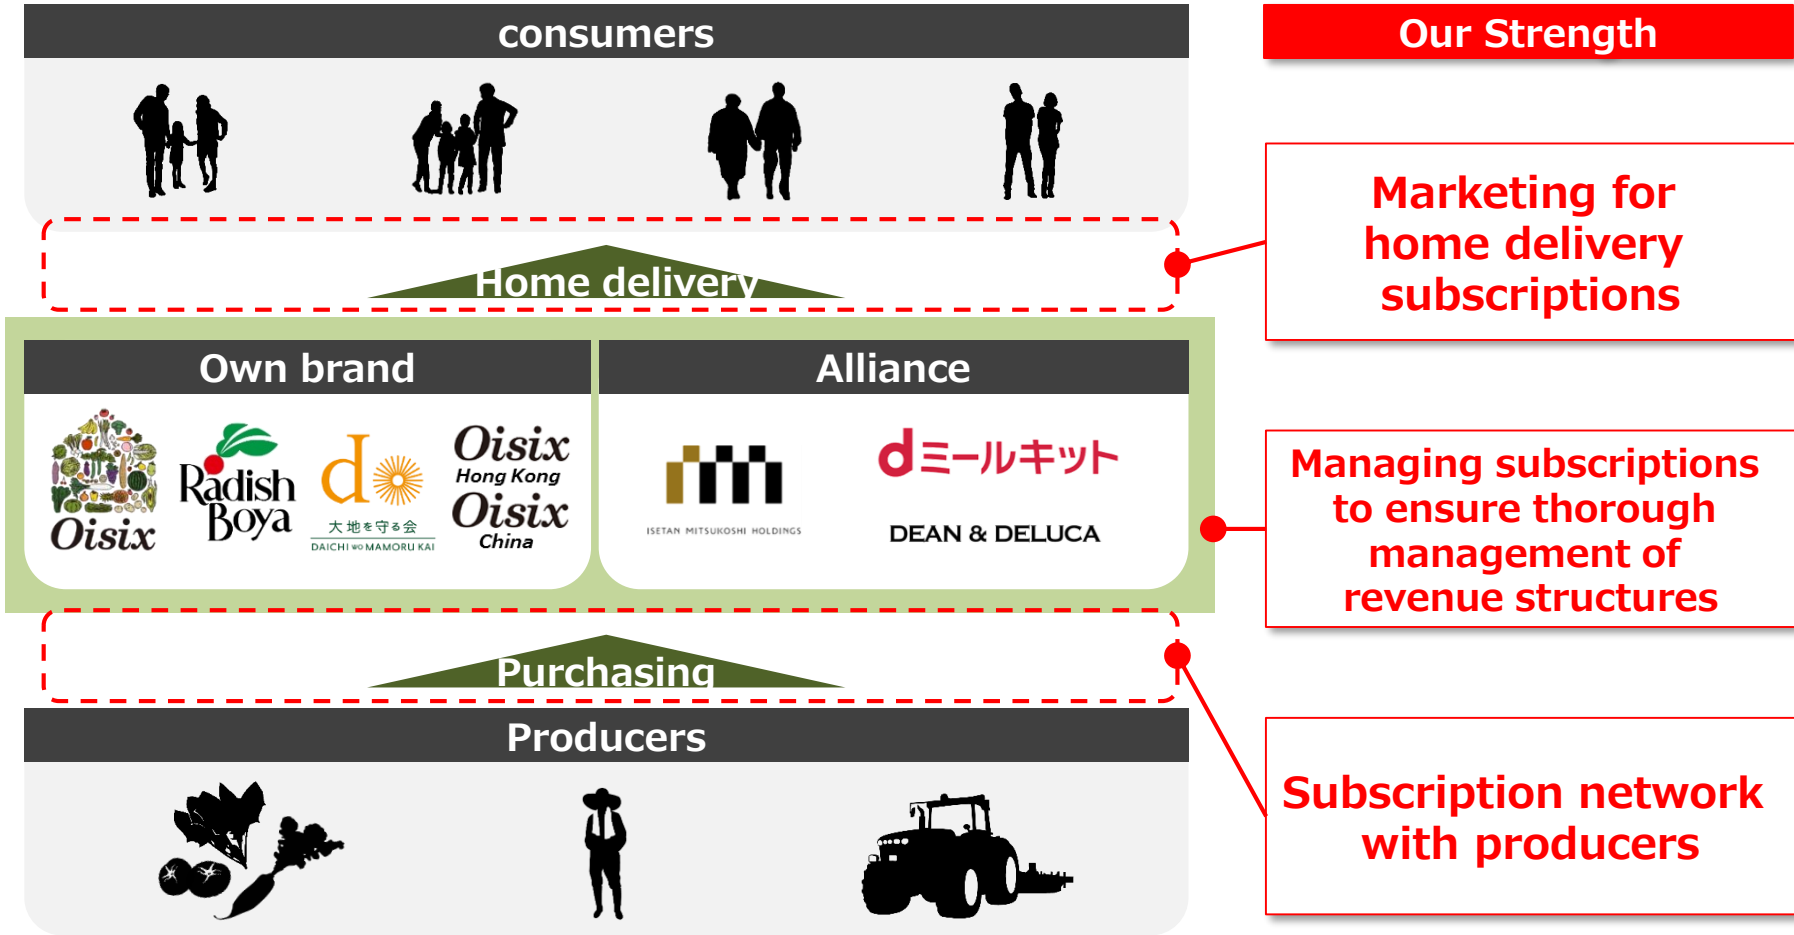 consumers
Our Strength
Marketing for
home delivery
subscriptions
Home delivery
Own brand
Alliance
Oisix
Radish
Boya
d
大地を守る会
DAICHI WO MAMORU KAI
Oisix
Hong Kong
Oisix
China
ISETAN MITSUKOSHI HOLDINGS
dミールキット
DEAN & DELUCA
Managing subscriptions
to ensure thorough
management of
revenue structures
Purchasing
Producers
Subscription network
with producers